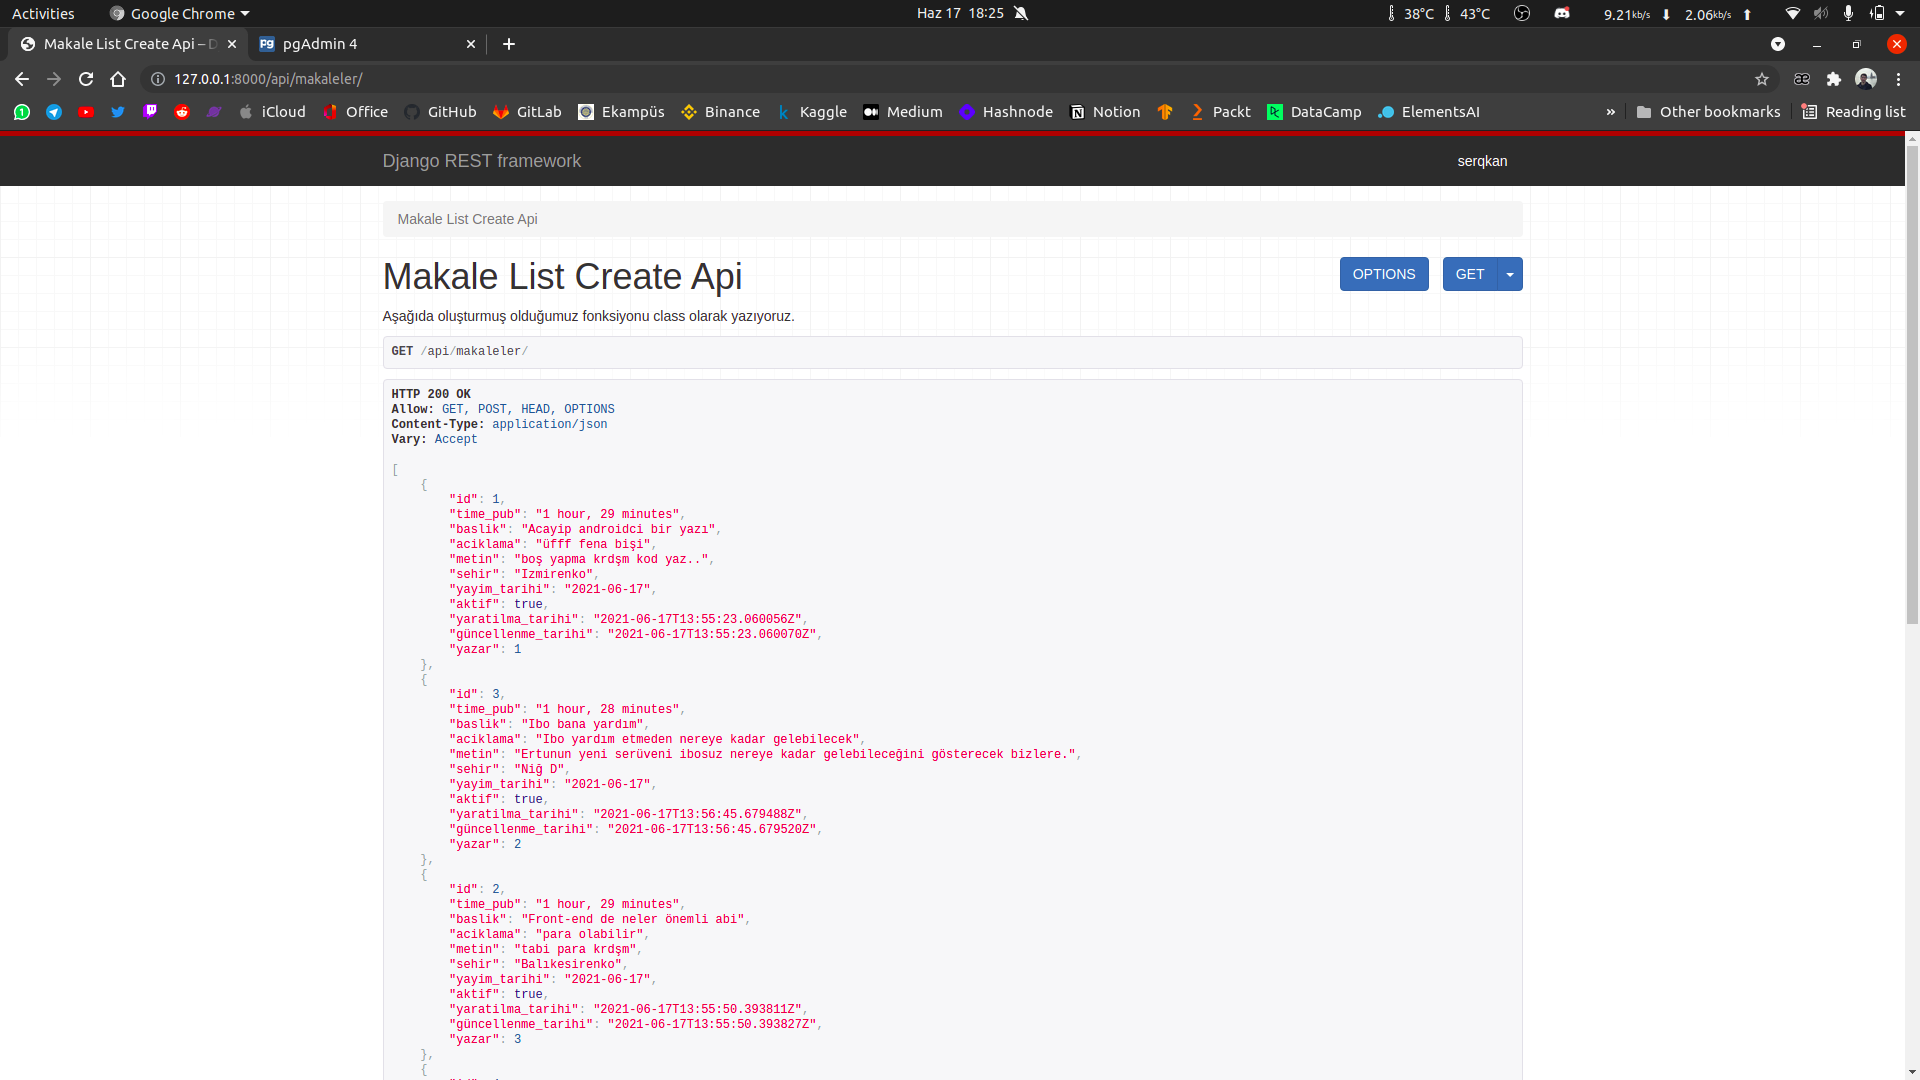 Activities Google Chrome Haz 17 18:25 38°C 43°C 9.21kb/s 2.06kb/s
Makale List Create Api – D pgAdmin 4
127.0.0.1:8000/api/makaleler/
iCloud Office GitHub GitLab Ekampüs Binance Kaggle Medium Hashnode Notion Packt DataCamp ElementsAI » Other bookmarks Reading list
Django REST framework serqkan
Makale List Create Api
Makale List Create Api OPTIONS GET
Aşağıda oluşturmuş olduğumuz fonksiyonu class olarak yazıyoruz.
GET /api/makaleler/
HTTP 200 OK
Allow: GET, POST, HEAD, OPTIONS
Content-Type: application/json
Vary: Accept
[
{
"id": 1,
"time_pub": "1 hour, 29 minutes",
"baslik": "Acayip androidci bir yazı",
"aciklama": "üfff fena bişi",
"metin": "boş yapma krdşm kod yaz..",
"sehir": "Izmirenko",
"yayim_tarihi": "2021-06-17",
"aktif": true,
"yaratilma_tarihi": "2021-06-17T13:55:23.060056Z",
"güncellenme_tarihi": "2021-06-17T13:55:23.060070Z",
"yazar": 1
},
{
"id": 3,
"time_pub": "1 hour, 28 minutes",
"baslik": "Ibo bana yardım",
"aciklama": "Ibo yardım etmeden nereye kadar gelebilecek",
"metin": "Ertunun yeni serüveni ibosuz nereye kadar gelebileceğini gösterecek bizlere.",
"sehir": "Niğ D",
"yayim_tarihi": "2021-06-17",
"aktif": true,
"yaratilma_tarihi": "2021-06-17T13:56:45.679488Z",
"güncellenme_tarihi": "2021-06-17T13:56:45.679520Z",
"yazar": 2
},
{
"id": 2,
"time_pub": "1 hour, 29 minutes",
"baslik": "Front-end de neler önemli abi",
"aciklama": "para olabilir",
"metin": "tabi para krdşm",
"sehir": "Balıkesirenko",
"yayim_tarihi": "2021-06-17",
"aktif": true,
"yaratilma_tarihi": "2021-06-17T13:55:50.393811Z",
"güncellenme_tarihi": "2021-06-17T13:55:50.393827Z",
"yazar": 3
},
{